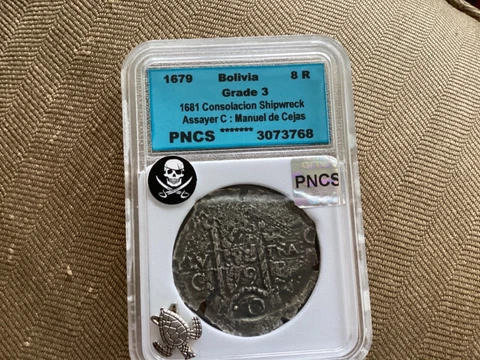 1679 Bolivia 8 R
Grade 3
1681 Consolacion Shipwreck
Assayer C : Manuel de Cejas
PNCS ******* 3073768
PNCS